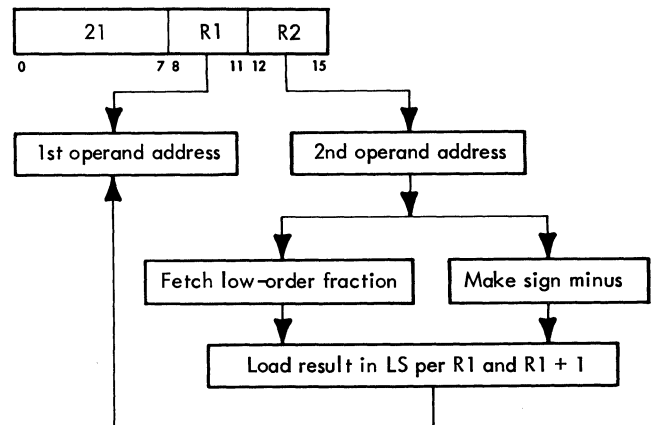 21 R1 R2
0 7 8 11 12 15
1st operand address
2nd operand address
Fetch low-order fraction
Make sign minus
Load result in LS per R1 and R1 + 1